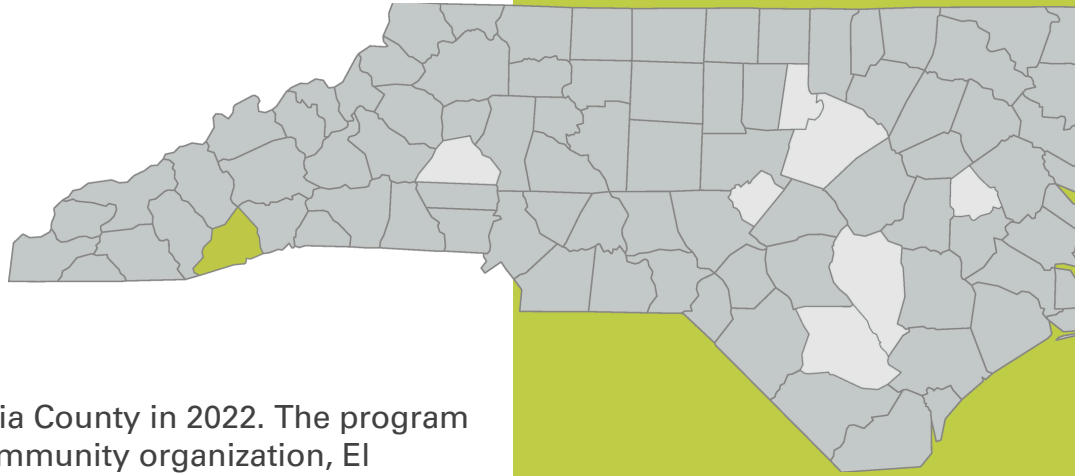 ia County in 2022. The program
mmunity organization, El